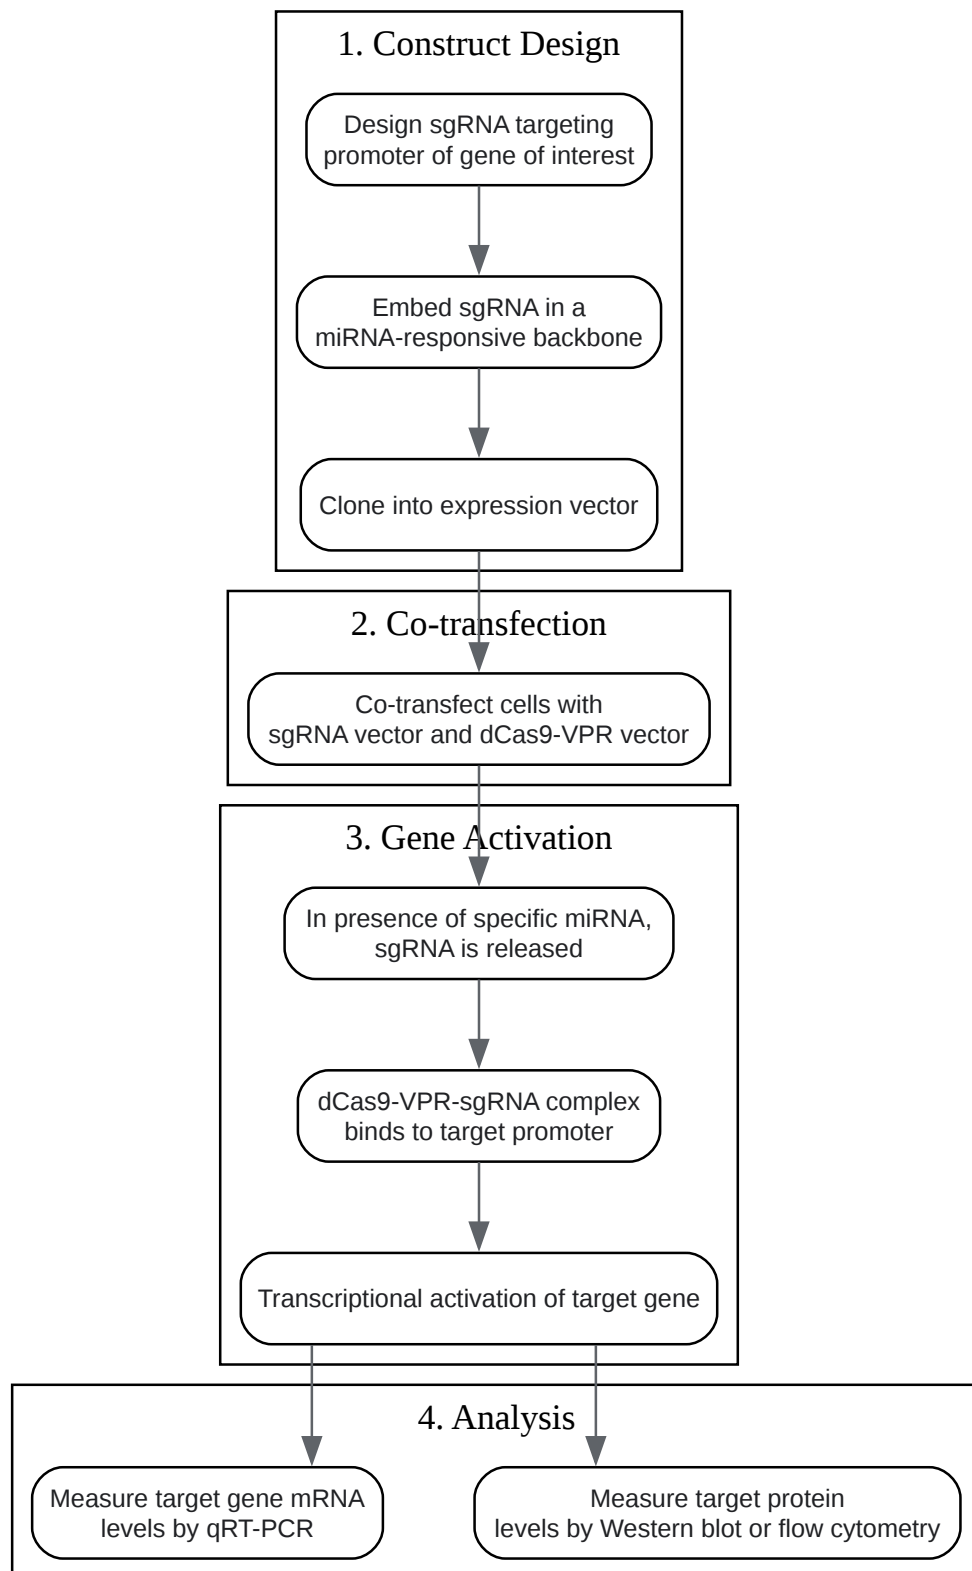 1. Construct Design
Design sgRNA targeting
promoter of gene of interest
Embed sgRNA in a
miRNA-responsive backbone
Clone into expression vector
2. Co-transfection
Co-transfect cells with
sgRNA vector and dCas9-VPR vector
3. Gene Activation
In presence of specific miRNA,
sgRNA is released
dCas9-VPR-sgRNA complex
binds to target promoter
Transcriptional activation of target gene
4. Analysis
Measure target gene mRNA
levels by qRT-PCR
Measure target protein
levels by Western blot or flow cytometry